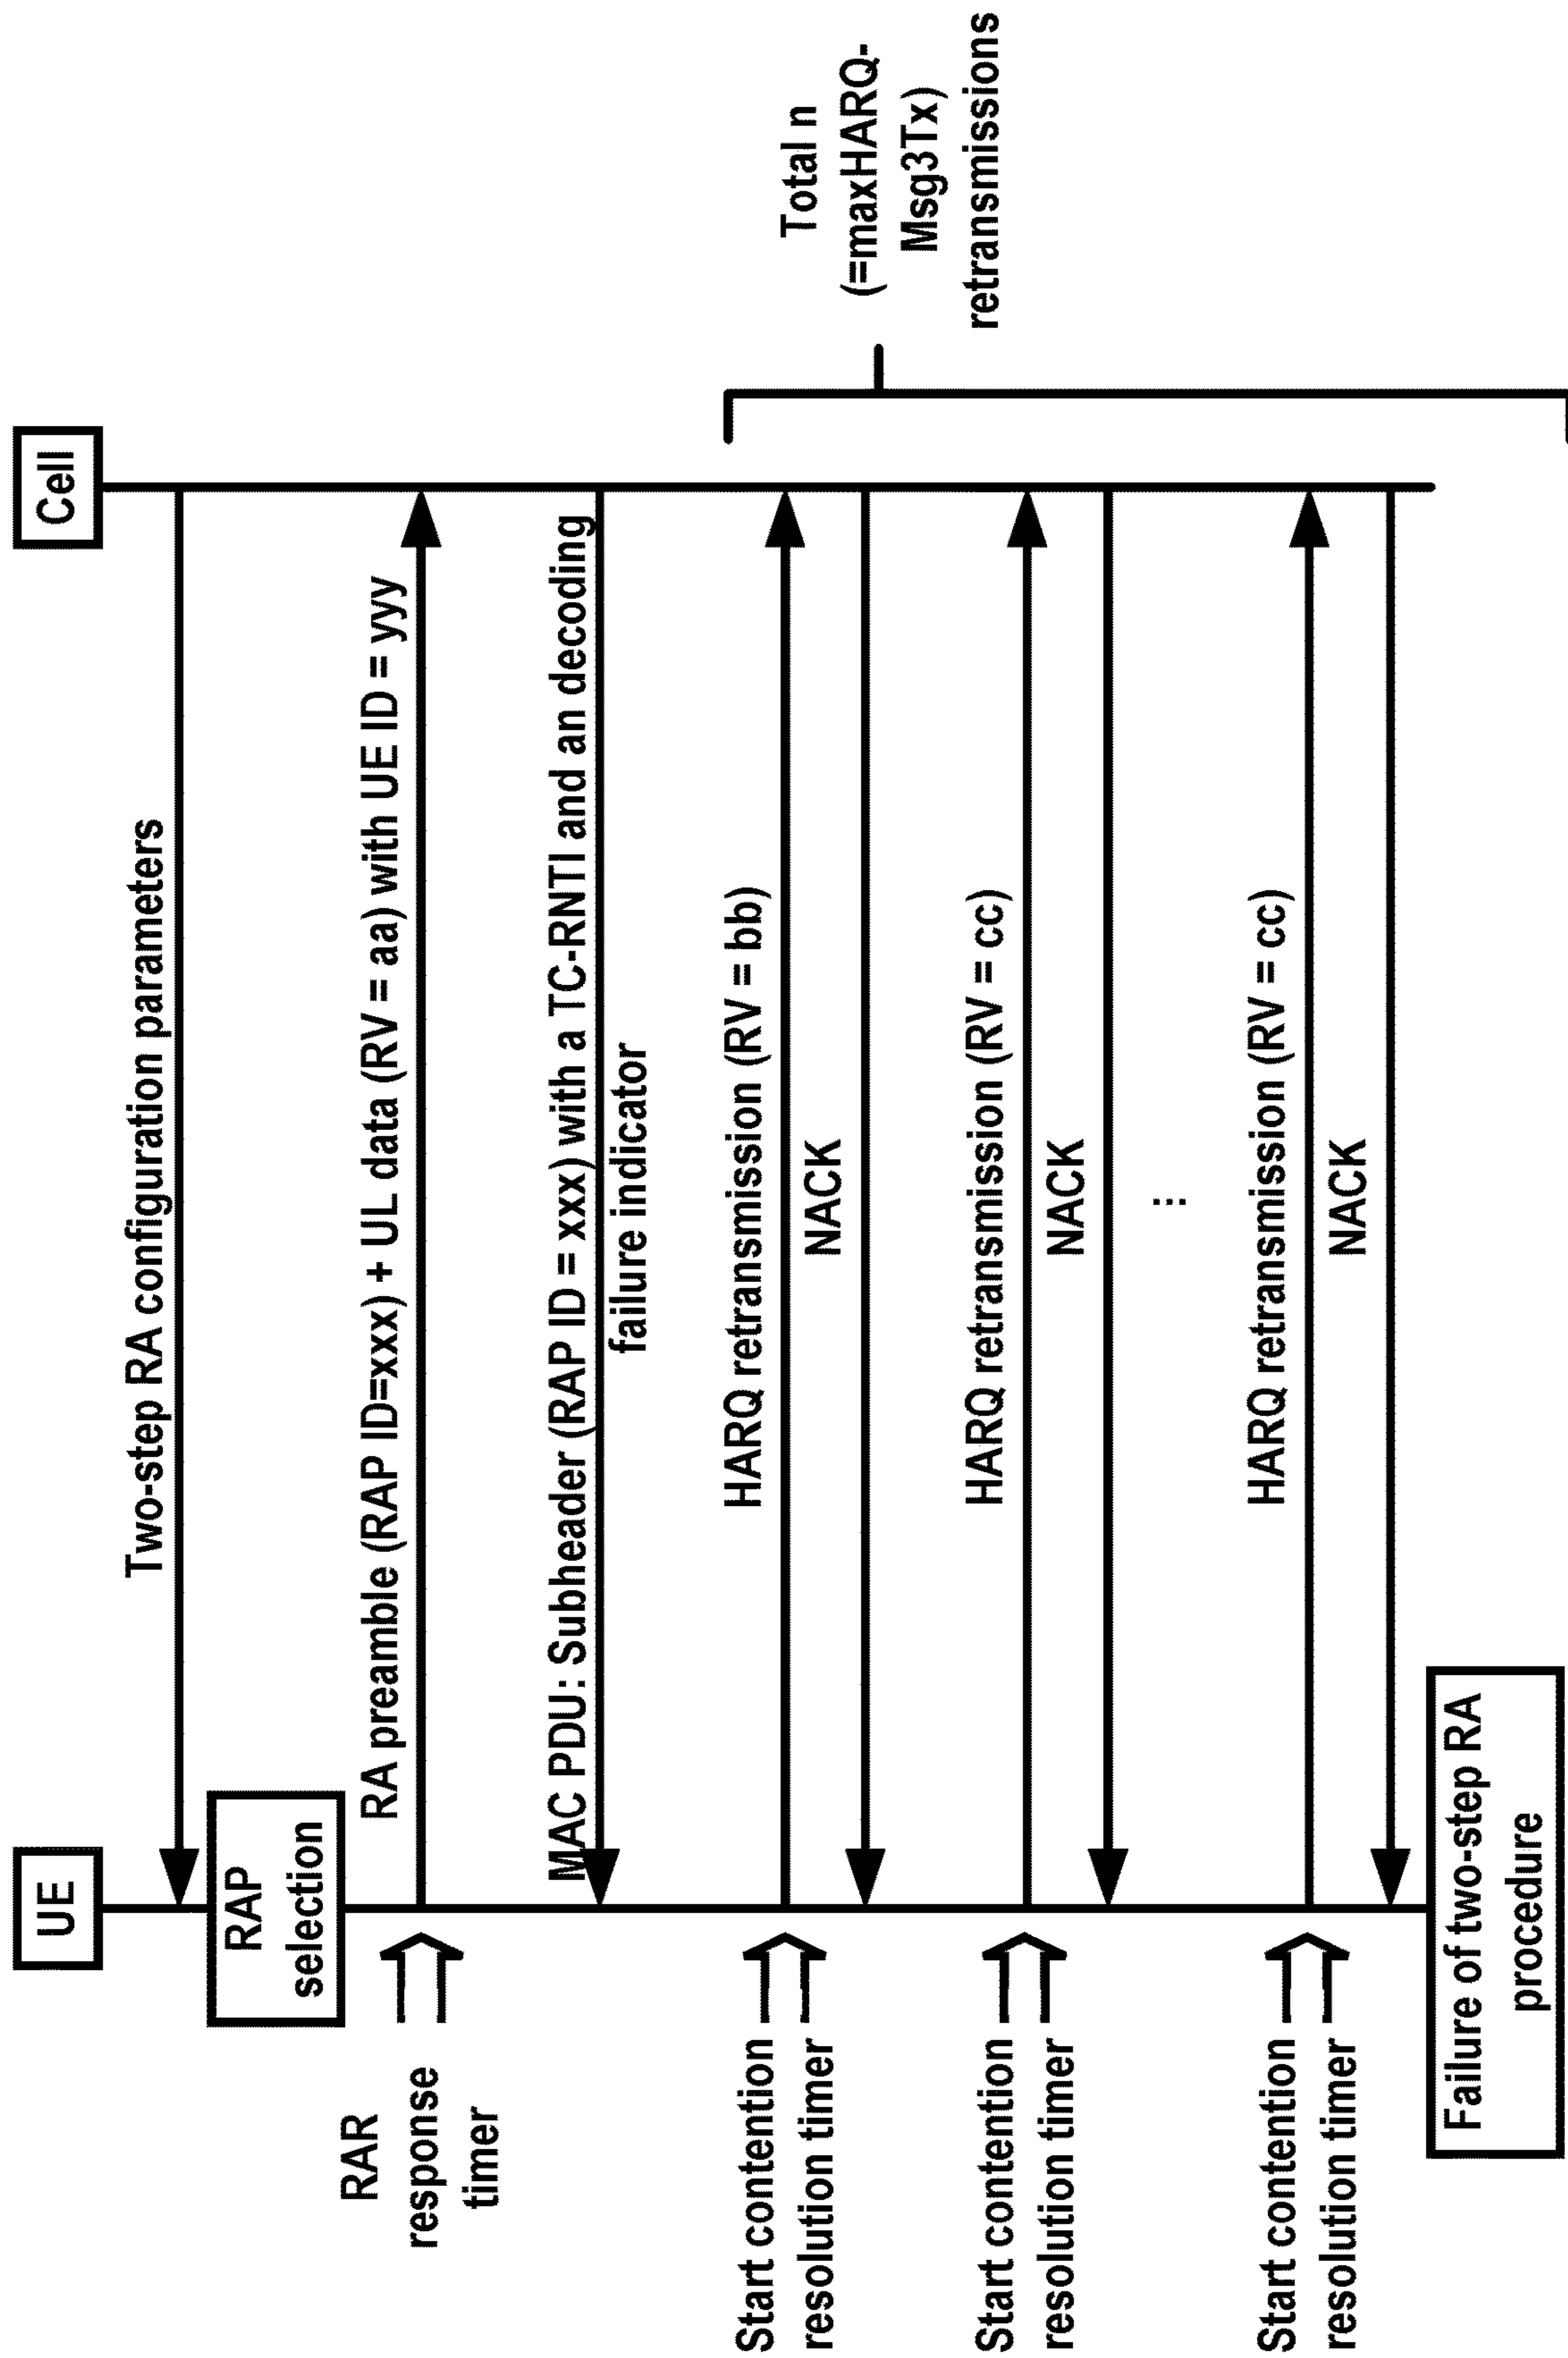 UE
Cell
Two-step RA configuration parameters
RAP
selection
RAR
response
timer
RA preamble (RAP ID=xxx) + UL data (RV = aa) with UE ID = yyy
MAC PDU: Subheader (RAP ID = xxx) with a TC-RNTI and an decoding
failure indicator
Start contention
resolution timer
HARQ retransmission (RV = bb)
NACK
Total n
(=maxHARQ-
Msg3Tx)
retransmissions
Start contention
resolution timer
HARQ retransmission (RV = cc)
NACK
...
Start contention
resolution timer
HARQ retransmission (RV = cc)
NACK
Failure of two-step RA
procedure